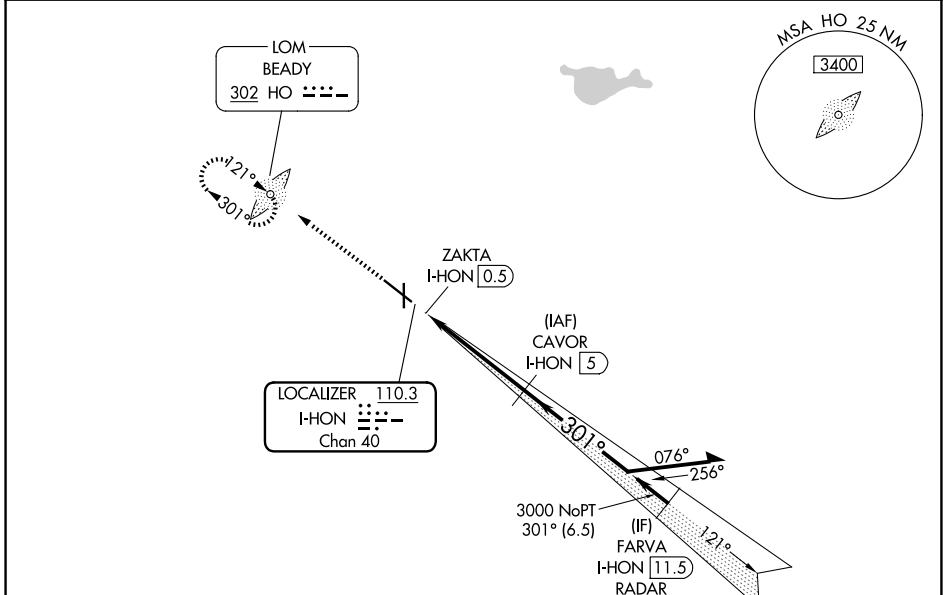 LOM
BEADY
302 HO
MSA HO 25 NM
3400
121°
301°
ZAKTA
I-HON 0.5
(IAF)
CAVOR
I-HON 5
LOCALIZER 110.3
I-HON
Chan 40
301°
076°
256°
3000 NoPT
301° (6.5)
(IF)
FARVA
I-HON 11.5
RADAR
121°